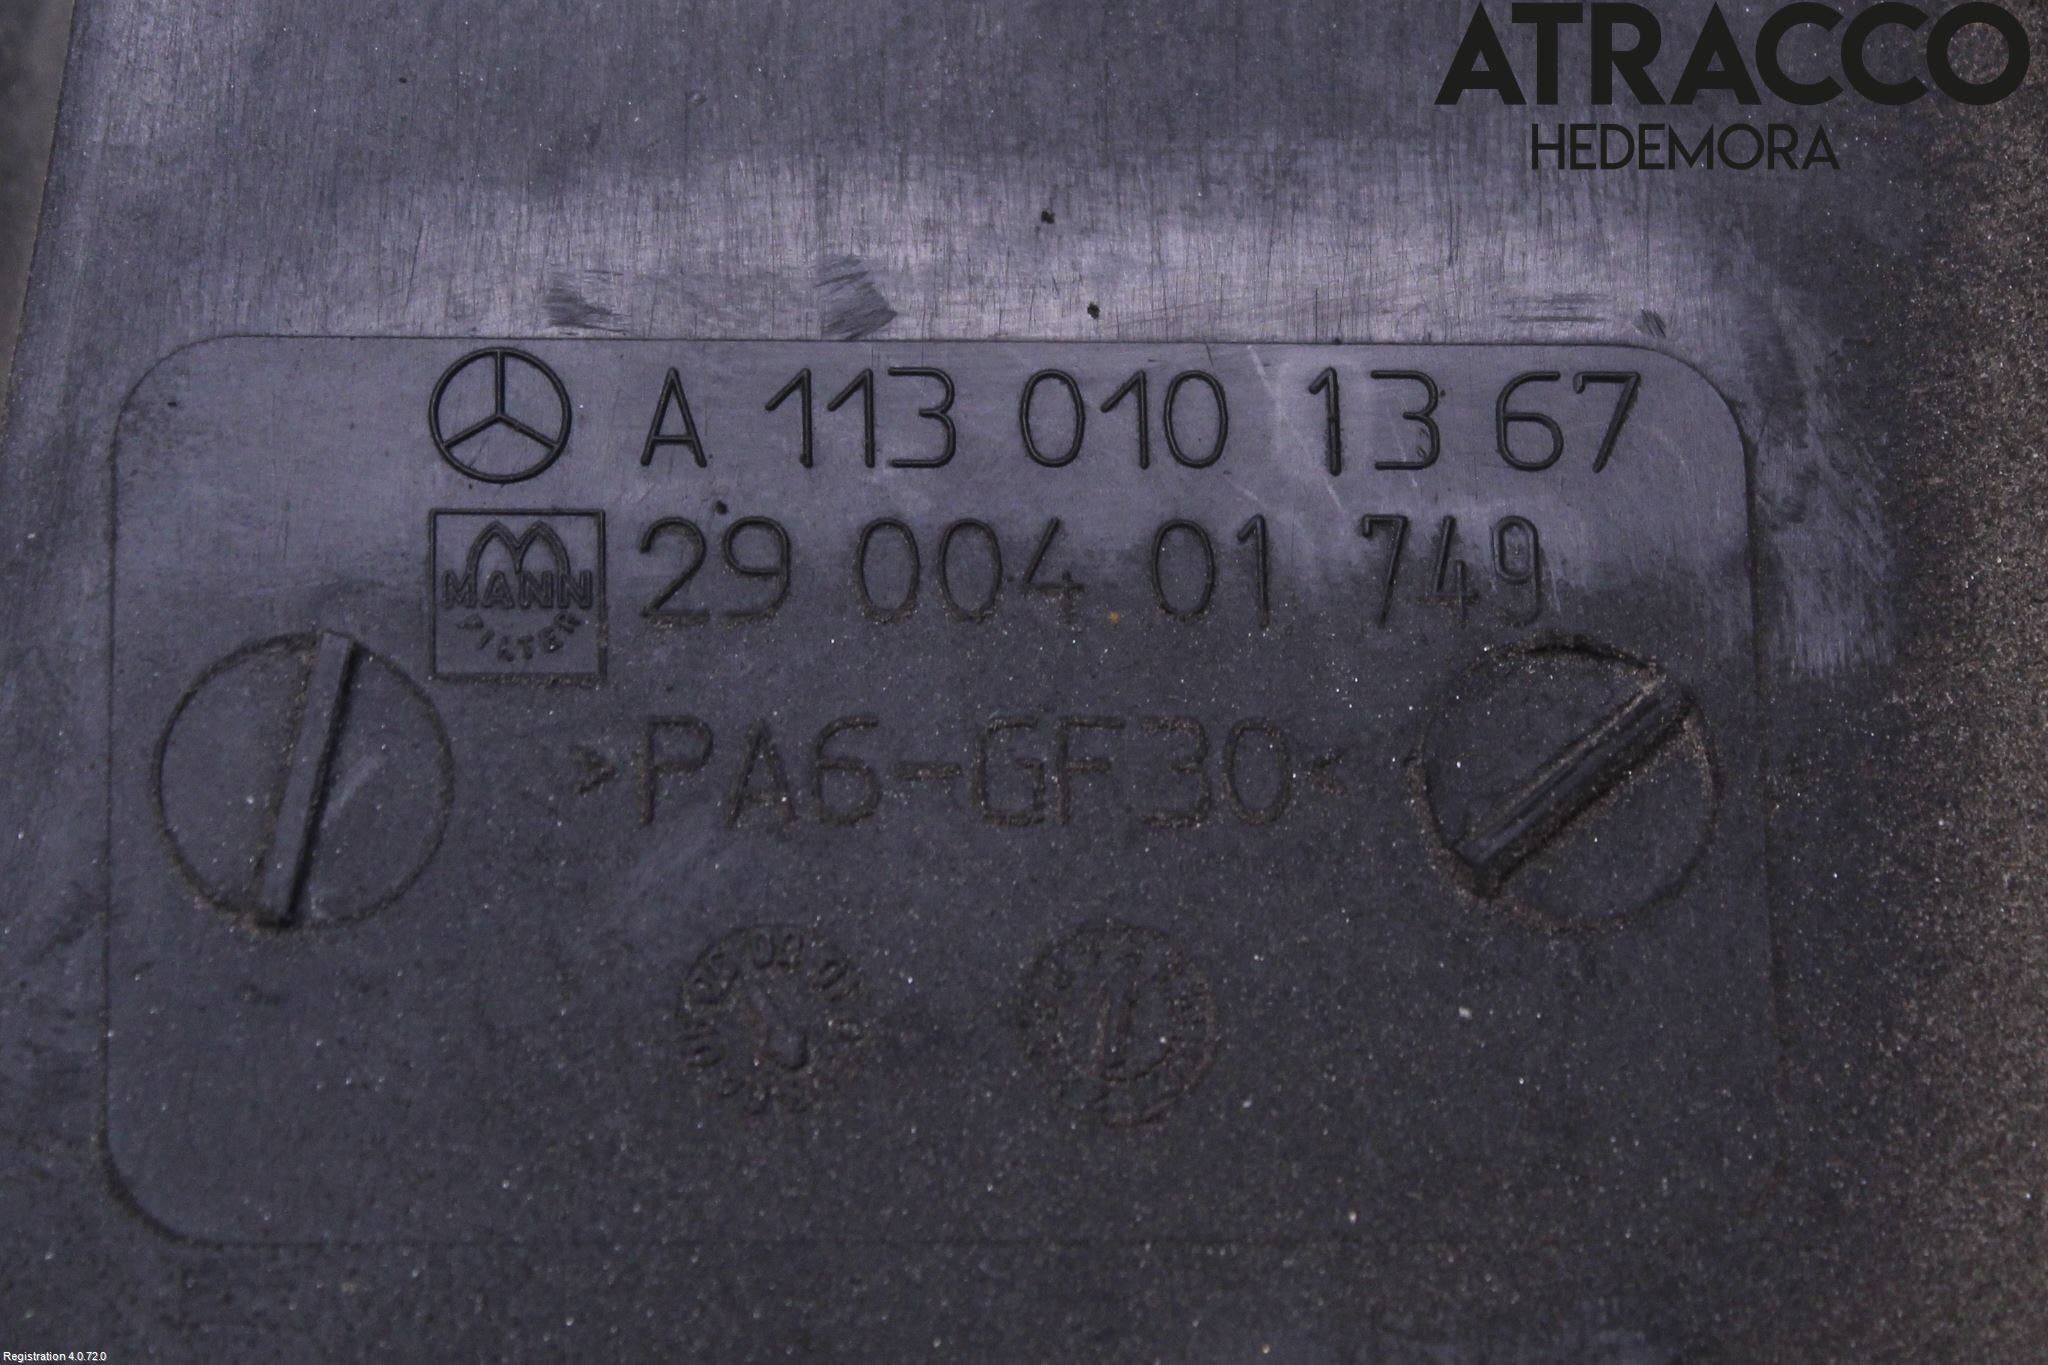 ATRACCO
HEDEMORA
A 113 010 13 67
MANN
FILTER
29 004 01 749
>PA6-GF30<
Registration 4.0.72.0